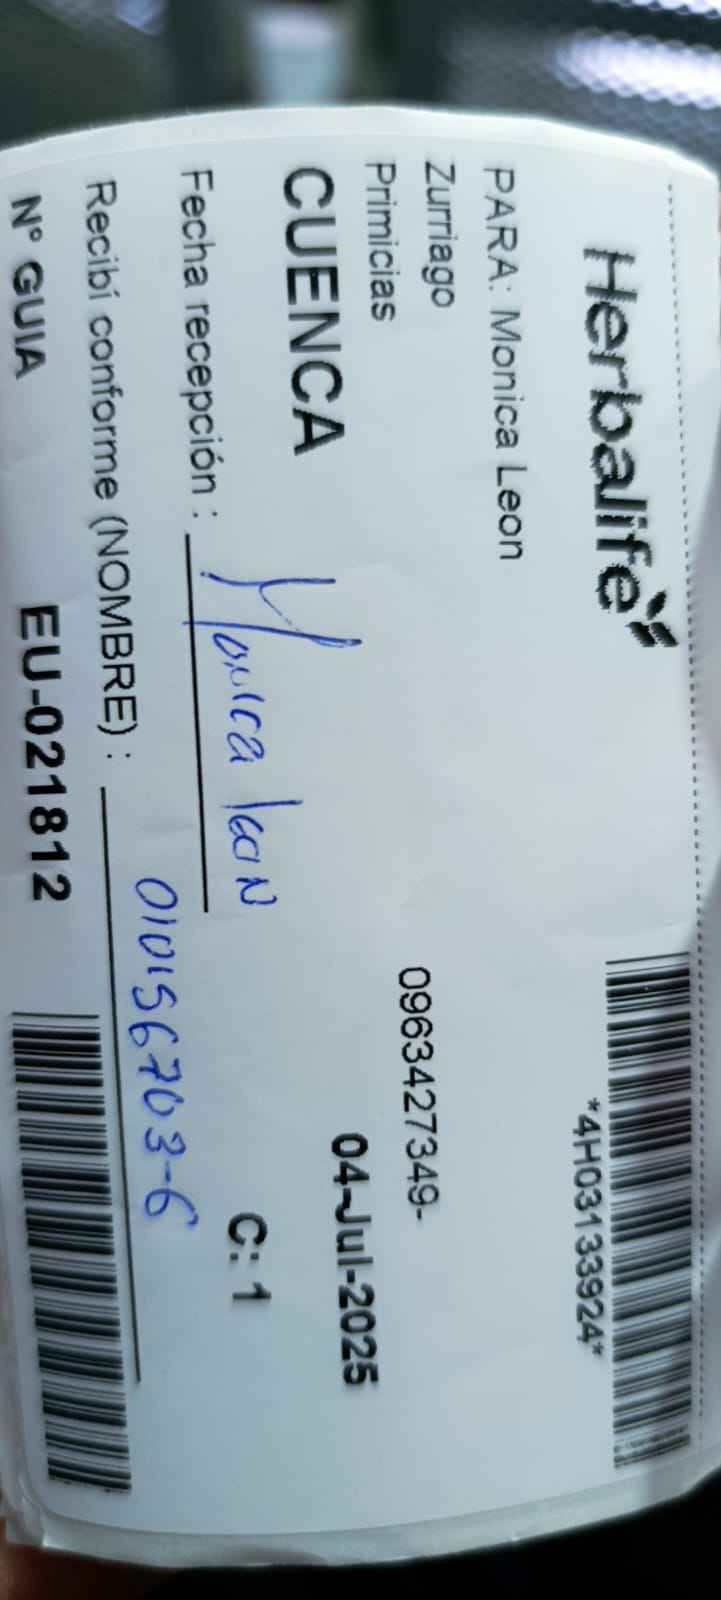 Herbalife
*4H03133924*
PARA: Monica Leon
Zurriago
0963427349-
Primicias
04-Jul-2025
CUENCA
C: 1
Fecha recepción : Monica leon
Recibí conforme (NOMBRE) : 010156703-6
N° GUIA EU-021812